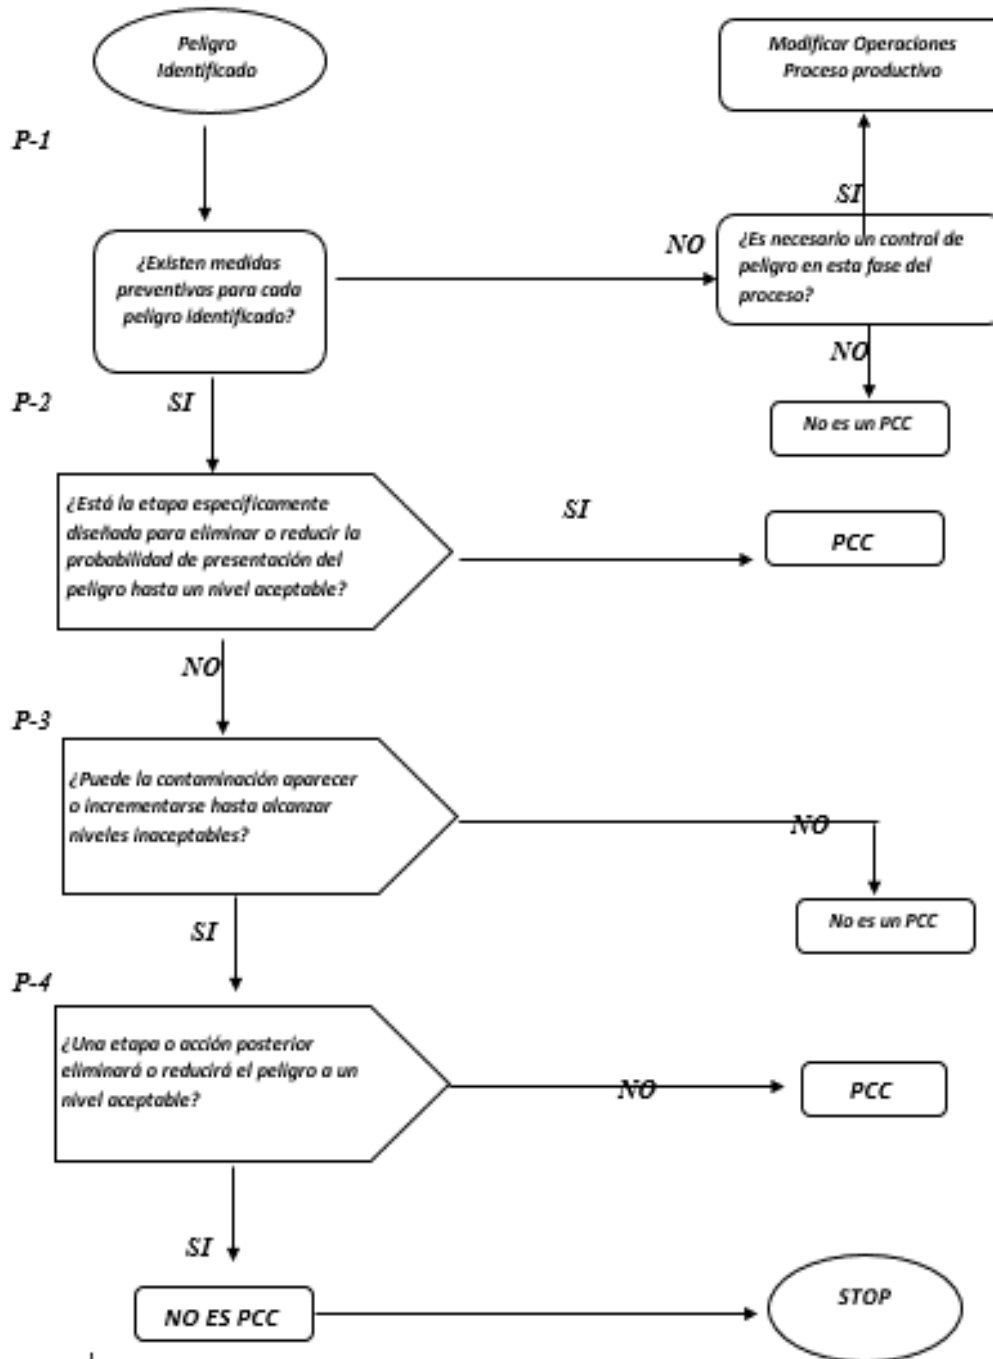 Peligro
Identificado
Modificar Operaciones
Proceso productivo
P-1
SI
NO
¿Existen medidas
preventivas para cada
peligro Identificado?
¿Es necesario un control de
peligro en esta fase del
proceso?
NO
P-2
SI
No es un PCC
¿Está la etapa específicamente
diseñada para eliminar o reducir la
probabilidad de presentación del
peligro hasta un nivel aceptable?
SI
PCC
NO
P-3
¿Puede la contaminación aparecer
o incrementarse hasta alcanzar
niveles inaceptables?
NO
No es un PCC
SI
P-4
¿Una etapa o acción posterior
eliminará o reducirá el peligro a un
nivel aceptable?
NO
PCC
SI
NO ES PCC
STOP